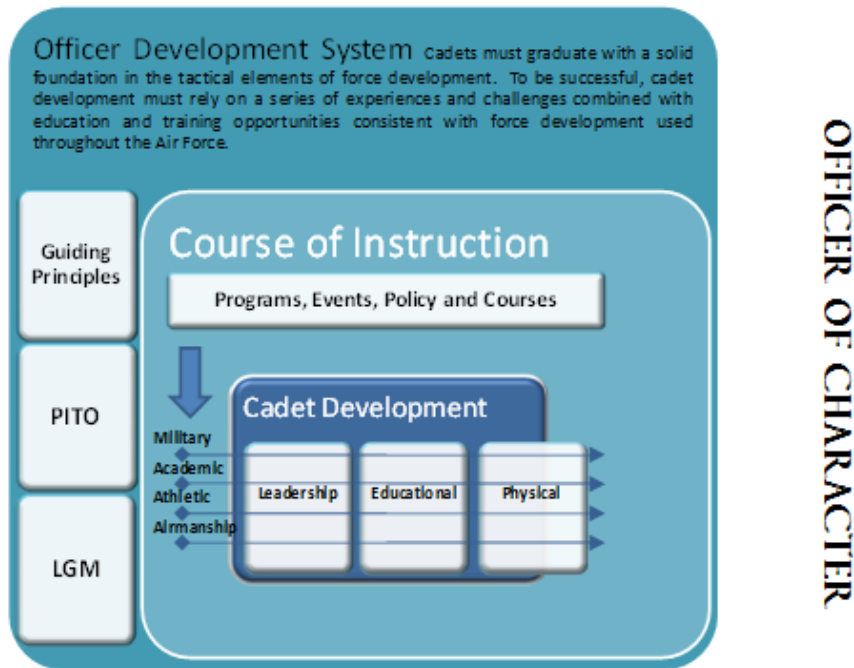 Officer Development System Cadets must graduate with a solid
foundation in the tactical elements of force development. To be successful, cadet
development must rely on a series of experiences and challenges combined with
education and training opportunities consistent with force development used
throughout the Air Force.
Guiding
Principles
PITO
LGM
Course of Instruction
Programs, Events, Policy and Courses
Cadet Development
Military
Academic
Athletic
Airmanship
Leadership
Educational
Physical
OFFICER OF CHARACTER